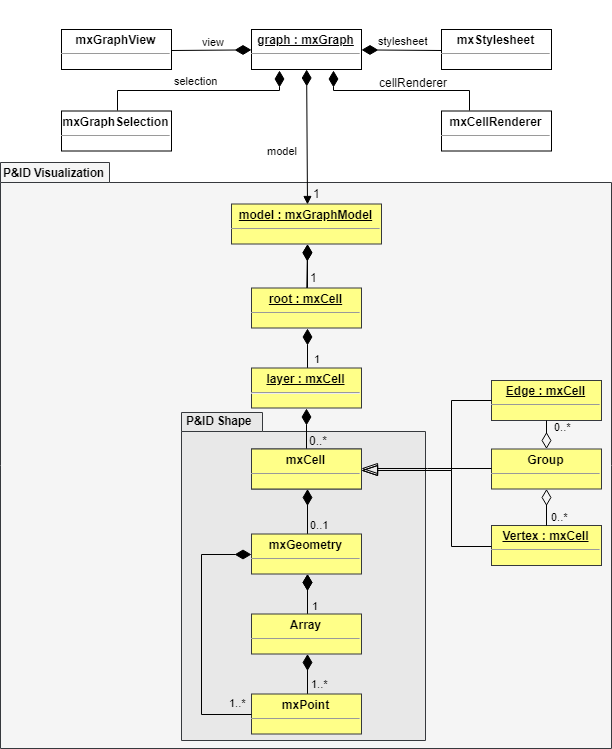 mxGraphView
view
graph : mxGraph
stylesheet
mxStylesheet
selection
cellRenderer
mxGraphSelection
mxCellRenderer
model
P&ID Visualization
1
model : mxGraphModel
1
root : mxCell
1
layer : mxCell
Edge : mxCell
P&ID Shape
0..*
0..*
mxCell
Group
0..1
0..*
mxGeometry
Vertex : mxCell
1
Array
1..*
1..*
mxPoint